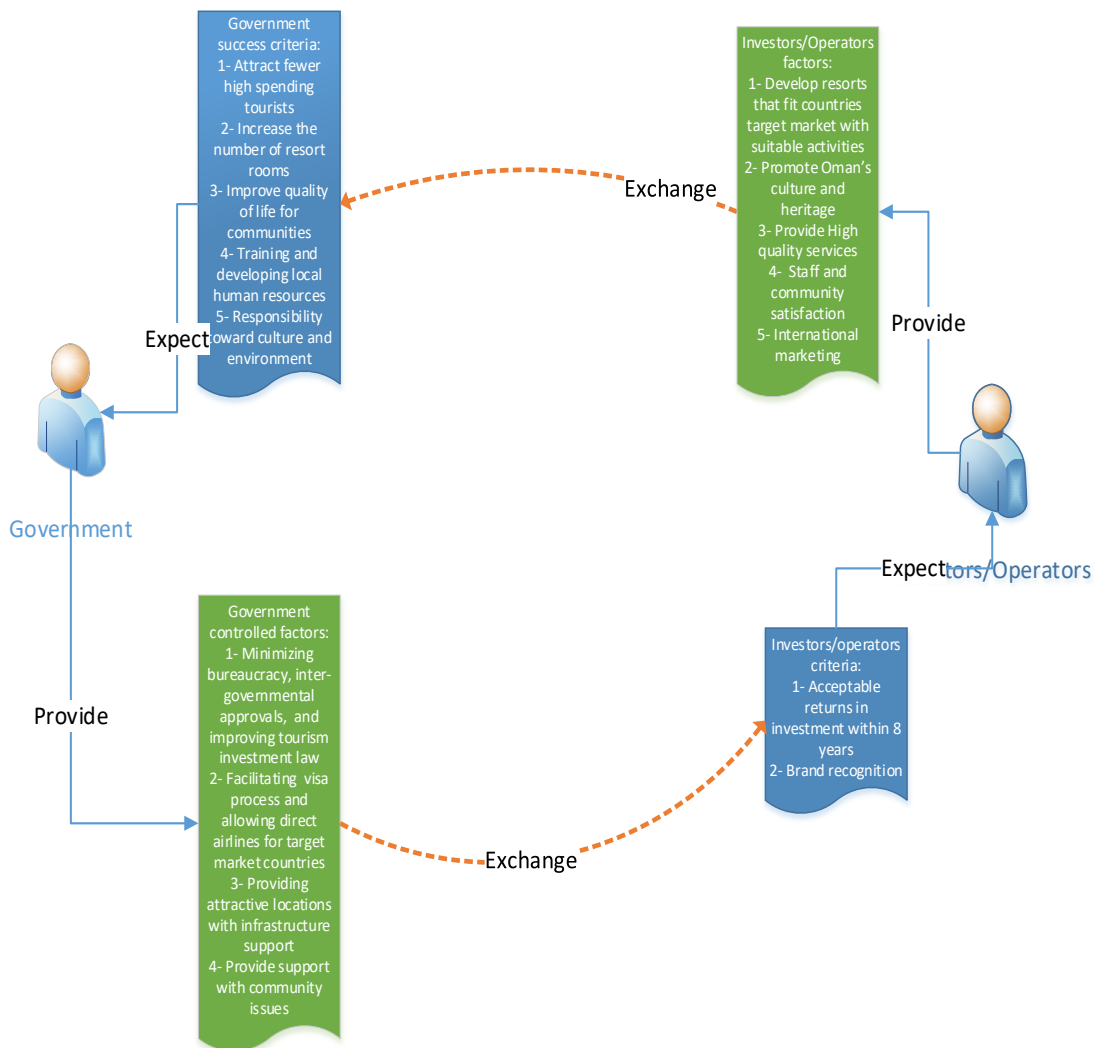 Government
success criteria:
1- Attract fewer
high spending
tourists
2- Increase the
number of resort
rooms
3- Improve quality
of life for
communities
4- Training and
developing local
human resources
5- Responsibility
toward culture and
environment
Investors/Operators
factors:
1- Develop resorts
that fit countries
target market with
suitable activities
2- Promote Oman’s
culture and
heritage
3- Provide High
quality services
4- Staff and
community
satisfaction
5- International
marketing
Exchange
Expect
Provide
Government
Expect
tors/Operators
Government
controlled factors:
1- Minimizing
bureaucracy, inter-
governmental
approvals, and
improving tourism
investment law
2- Facilitating visa
process and
allowing direct
airlines for target
market countries
3- Providing
attractive locations
with infrastructure
support
4- Provide support
with community
issues
Investors/operators
criteria:
1- Acceptable
returns in
investment within 8
years
2- Brand recognition
Provide
Exchange